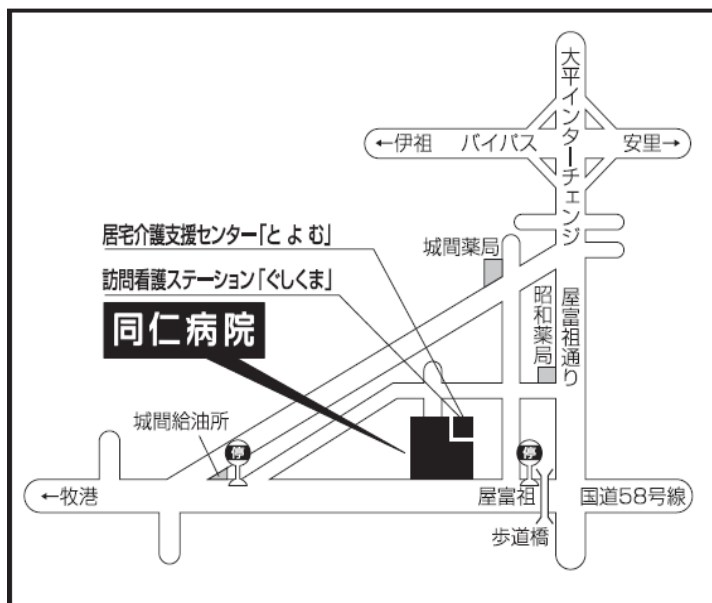 大平インターチェンジ
←伊祖
バイパス
安里→
居宅介護支援センター「とよむ」
城間薬局
訪問看護ステーション「ぐしくま」
昭和薬局
屋富祖通り
同仁病院
城間給油所
停
停
←牧港
屋富祖
国道58号線
歩道橋